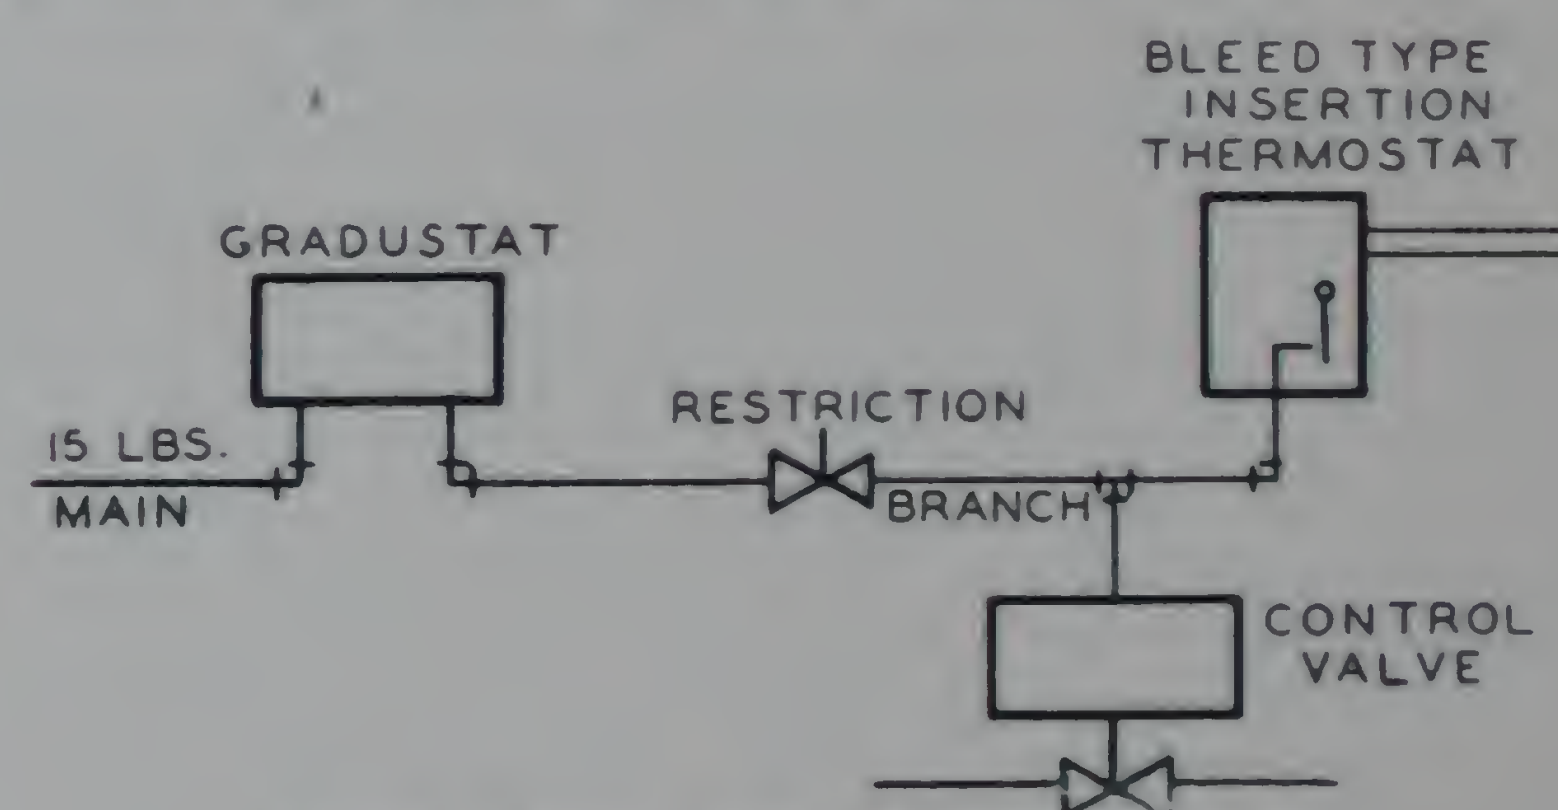 BLEED TYPE
INSERTION
THERMOSTAT
GRADUSTAT
RESTRICTION
15 LBS.
MAIN
BRANCH
CONTROL
VALVE